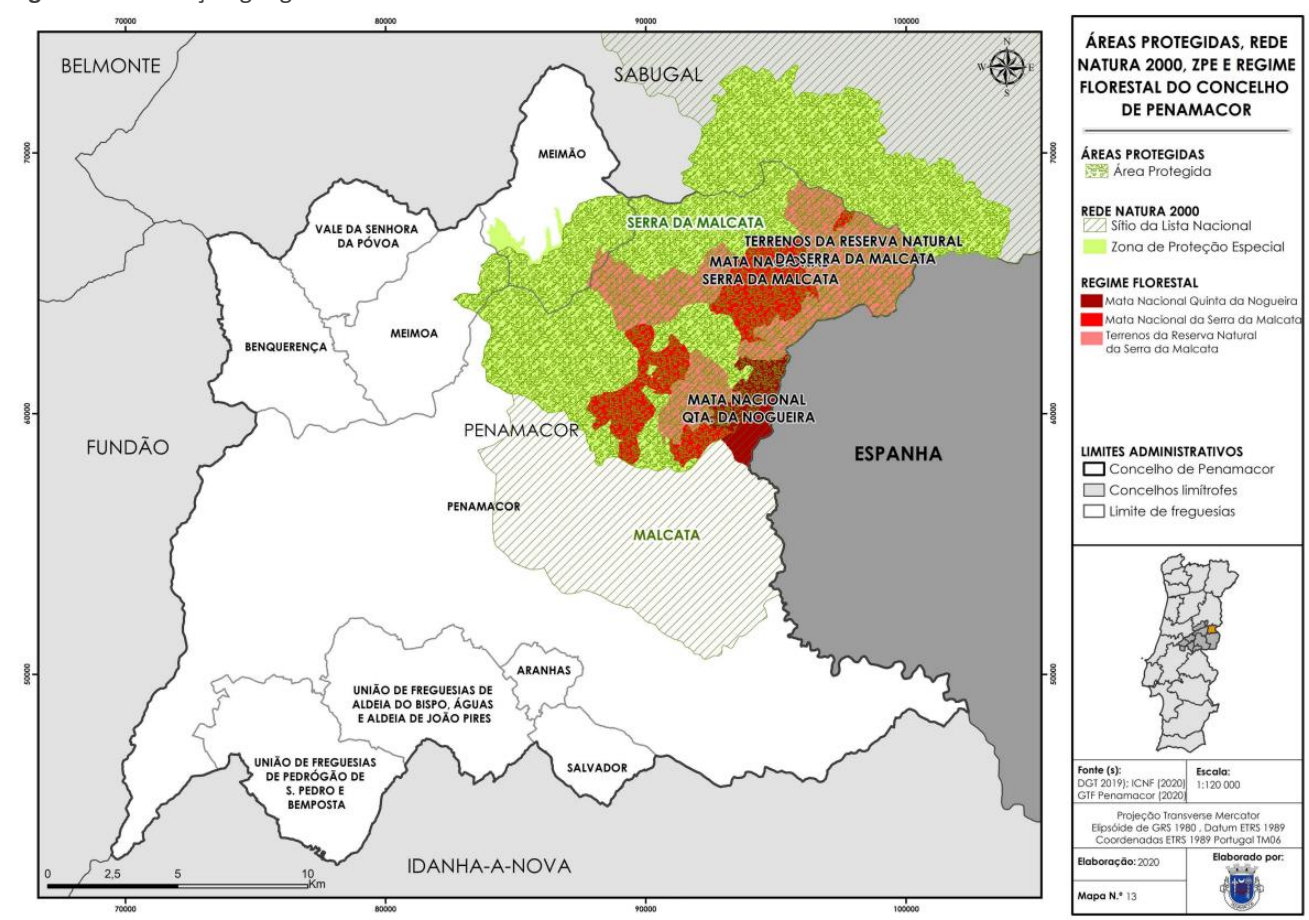 70000
80000
90000
100000
BELMONTE
SABUGAL
N
W
E
S
70000
70000
MEIMÃO
VALE DA SENHORA
DA PÓVOA
SERRA DA MALCATA
TERRENOS DA RESERVA NATURAL
DA SERRA DA MALCATA
MATA NACIONAL
SERRA DA MALCATA
MEIMOA
BENQUERENÇA
MATA NACIONAL
QTA. DA NOGUEIRA
60000
60000
PENAMACOR
FUNDÃO
ESPANHA
PENAMACOR
MALCATA
50000
50000
ARANHAS
UNIÃO DE FREGUESIAS DE
ALDEIA DO BISPO, ÁGUAS
E ALDEIA DE JOÃO PIRES
UNIÃO DE FREGUESIAS
DE PEDRÓGÃO DE
S. PEDRO E
BEMPOSTA
SALVADOR
IDANHA-A-NOVA
0 2,5 5 10
Km
70000
80000
90000
100000
ÁREAS PROTEGIDAS, REDE
NATURA 2000, ZPE E REGIME
FLORESTAL DO CONCELHO
DE PENAMACOR
ÁREAS PROTEGIDAS
Área Protegida
REDE NATURA 2000
Sítio da Lista Nacional
Zona de Proteção Especial
REGIME FLORESTAL
Mata Nacional Quinta da Nogueira
Mata Nacional da Serra da Malcata
Terrenos da Reserva Natural
da Serra da Malcata
LIMITES ADMINISTRATIVOS
Concelho de Penamacor
Concelhos limítrofes
Limite de freguesias
Fonte (s):
DGT 2019); ICNF (2020)
GTF Penamacor (2020)
Escala:
1:120 000
Projeção Transverse Mercator
Elipsóide de GRS 1980 , Datum ETRS 1989
Coordenadas ETRS 1989 Portugal TM06
Elaboração: 2020
Elaborado por:
Mapa N.º 13